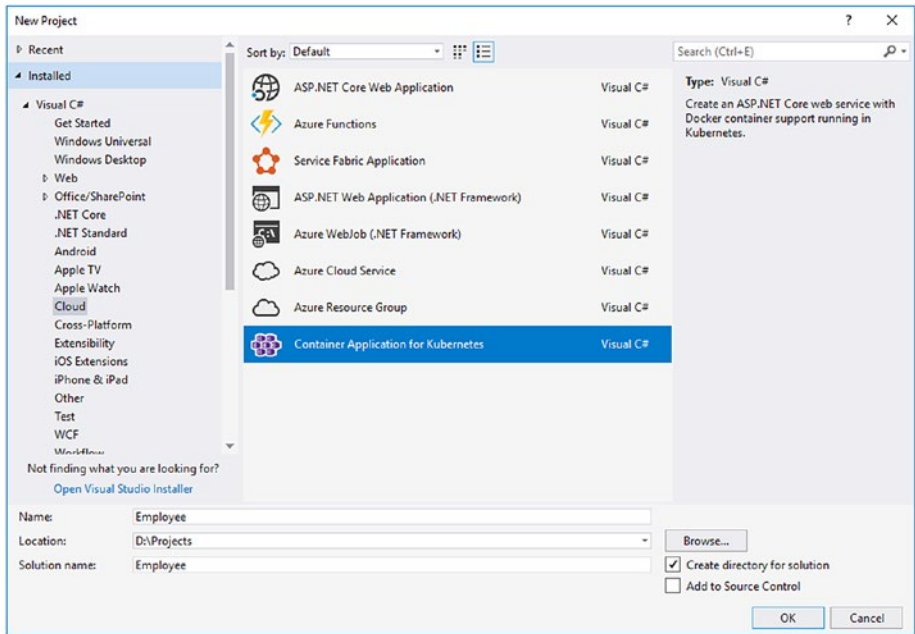 New Project
? ×
Recent
Installed
Visual C#
Get Started
Windows Universal
Windows Desktop
Web
Office/SharePoint
.NET Core
.NET Standard
Android
Apple TV
Apple Watch
Cloud
Cross-Platform
Extensibility
iOS Extensions
iPhone & iPad
Other
Test
WCF
Workflow
Not finding what you are looking for?
Open Visual Studio Installer
Sort by: Default
ASP.NET Core Web Application Visual C#
Azure Functions Visual C#
Service Fabric Application Visual C#
ASP.NET Web Application (.NET Framework) Visual C#
Azure WebJob (.NET Framework) Visual C#
Azure Cloud Service Visual C#
Azure Resource Group Visual C#
Container Application for Kubernetes Visual C#
Search (Ctrl+E)
Type: Visual C#
Create an ASP.NET Core web service with
Docker container support running in
Kubernetes.
Name: Employee
Location: D:\Projects
Solution name: Employee
Browse...
Create directory for solution
Add to Source Control
OK Cancel